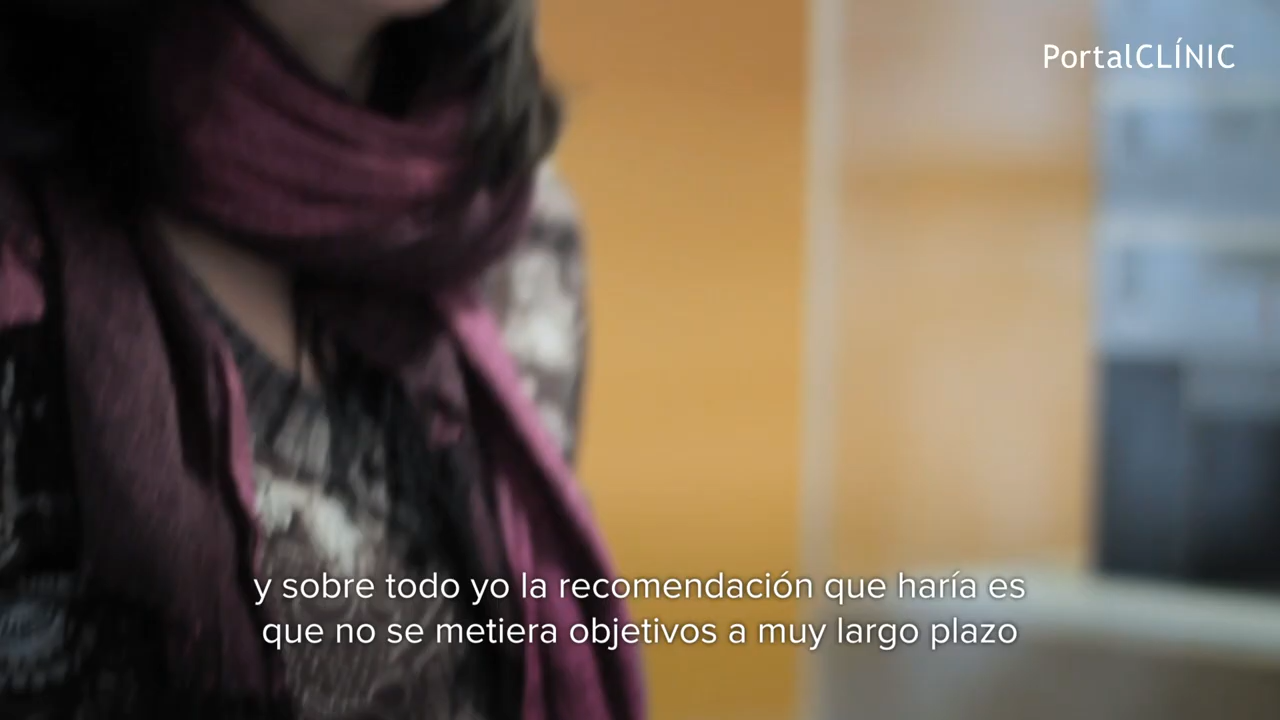 PortalCLÍNIC
y sobre todo yo la recomendación que haría es
que no se metiera objetivos a muy largo plazo